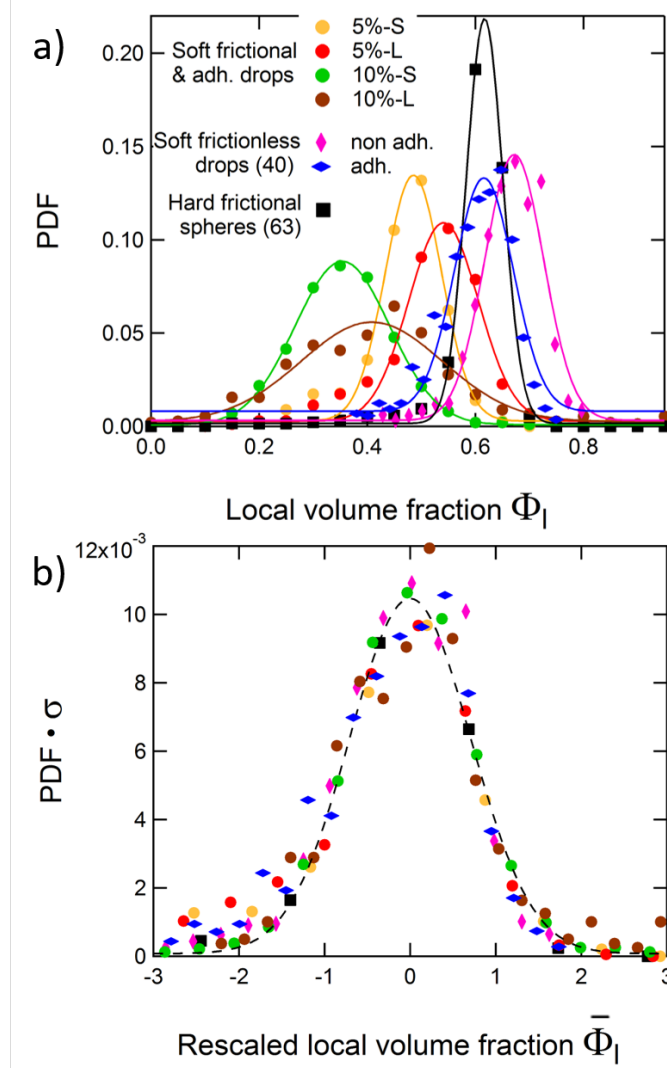 a)
Soft frictional
& adh. drops
5%-S
5%-L
10%-S
10%-L
Soft frictionless
drops (40)
non adh.
adh.
Hard frictional
spheres (63)
PDF
0.20
0.15
0.10
0.05
0.00
0.0 0.2 0.4 0.6 0.8
Local volume fraction Φl
b)
12x10⁻³
10
8
6
4
2
0
PDF • σ
-3 -2 -1 0 1 2 3
Rescaled local volume fraction Φ̅l